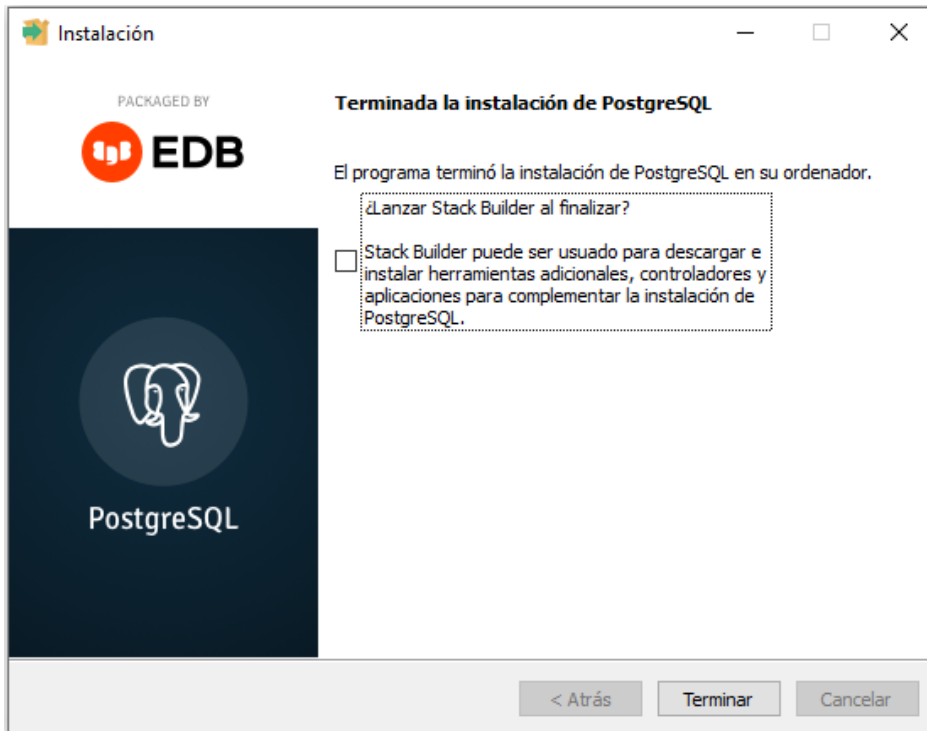 Instalación
PACKAGED BY
EDB
PostgreSQL
Terminada la instalación de PostgreSQL
El programa terminó la instalación de PostgreSQL en su ordenador.
¿Lanzar Stack Builder al finalizar?
Stack Builder puede ser usado para descargar e
instalar herramientas adicionales, controladores y
aplicaciones para complementar la instalación de
PostgreSQL.
< Atrás
Terminar
Cancelar